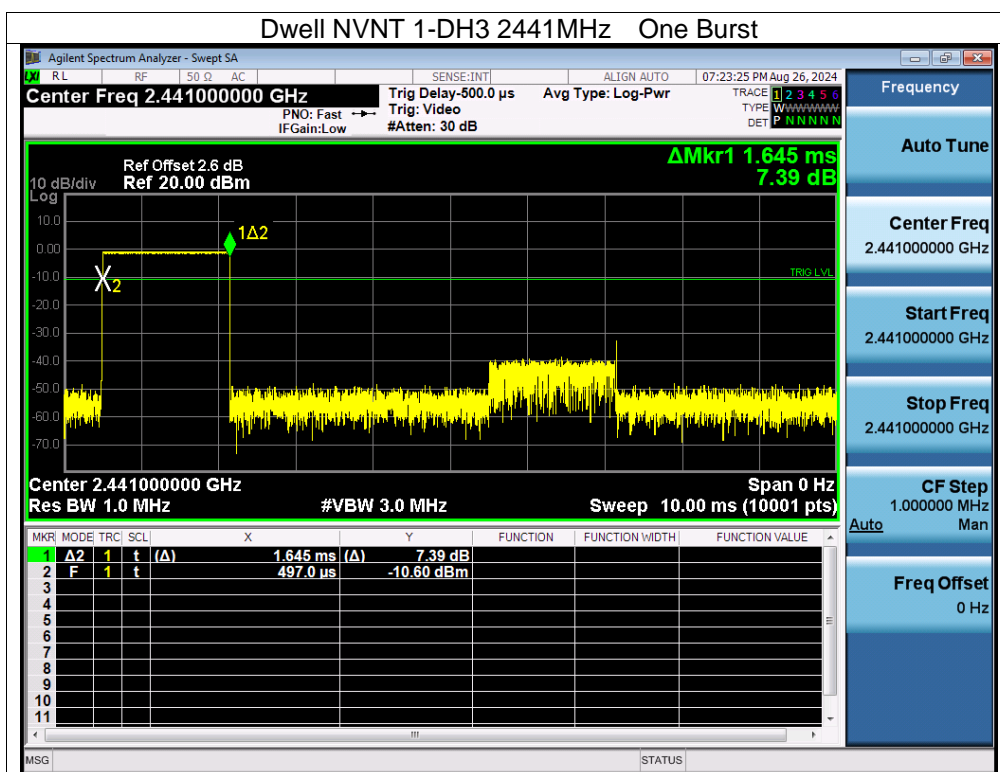 Dwell NVNT 1-DH3 2441MHz One Burst
Agilent Spectrum Analyzer - Swept SA
LXI RL RF 50 Ω AC SENSE:INT ALIGN AUTO 07:23:25 PM Aug 26, 2024
Center Freq 2.441000000 GHz Trig Delay-500.0 µs Avg Type: Log-Pwr TRACE 1 2 3 4 5 6
PNO: Fast Trig: Video TYPE WWWWWWW
IFGain:Low #Atten: 30 dB DET P N N N N N
ΔMkr1 1.645 ms
7.39 dB
Ref Offset 2.6 dB
10 dB/div Ref 20.00 dBm
Log
10.0
0.00
-10.0
-20.0
-30.0
-40.0
-50.0
-60.0
-70.0
1Δ2
X2
TRIG LVL
Center 2.441000000 GHz Span 0 Hz
Res BW 1.0 MHz #VBW 3.0 MHz Sweep 10.00 ms (10001 pts)
MKR MODE TRC SCL X Y FUNCTION FUNCTION WIDTH FUNCTION VALUE
1 Δ2 1 t (Δ) 1.645 ms (Δ) 7.39 dB
2 F 1 t 497.0 µs -10.60 dBm
3
4
5
6
7
8
9
10
11
MSG STATUS
Frequency
Auto Tune
Center Freq
2.441000000 GHz
Start Freq
2.441000000 GHz
Stop Freq
2.441000000 GHz
CF Step
1.000000 MHz
Auto Man
Freq Offset
0 Hz